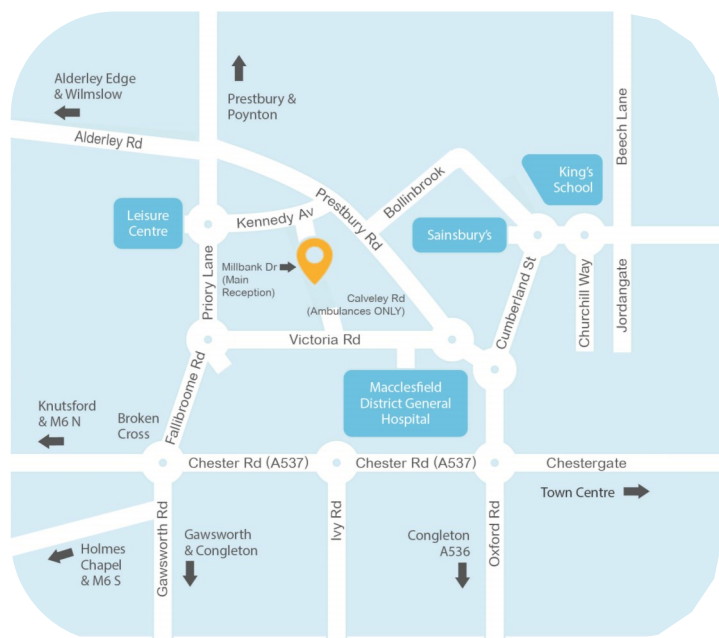 Alderley Edge
& Wilmslow
Prestbury &
Poynton
Alderley Rd
Beech Lane
King's
School
Bollinbrook
Prestbury Rd
Leisure
Centre
Kennedy Av
Sainsbury's
Priory Lane
Millbank Dr
(Main
Reception)
Calveley Rd
(Ambulances ONLY)
Cumberland St
Churchill Way
Jordangate
Victoria Rd
Fallibroome Rd
Macclesfield
District General
Hospital
Knutsford
& M6 N
Broken
Cross
Chester Rd (A537)
Chester Rd (A537)
Chestergate
Town Centre
Gawsworth Rd
Ivy Rd
Oxford Rd
Gawsworth
& Congleton
Congleton
A536
Holmes
Chapel
& M6 S